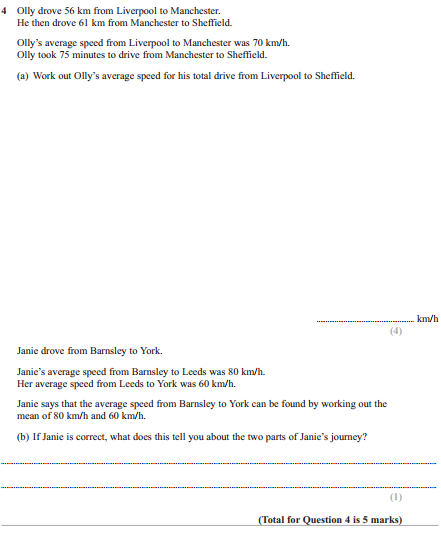 4 Olly drove 56 km from Liverpool to Manchester.
He then drove 61 km from Manchester to Sheffield.
Olly's average speed from Liverpool to Manchester was 70 km/h.
Olly took 75 minutes to drive from Manchester to Sheffield.
(a) Work out Olly's average speed for his total drive from Liverpool to Sheffield.
.............................................. km/h
(4)
Janie drove from Barnsley to York.
Janie's average speed from Barnsley to Leeds was 80 km/h.
Her average speed from Leeds to York was 60 km/h.
Janie says that the average speed from Barnsley to York can be found by working out the
mean of 80 km/h and 60 km/h.
(b) If Janie is correct, what does this tell you about the two parts of Janie's journey?
(1)
(Total for Question 4 is 5 marks)